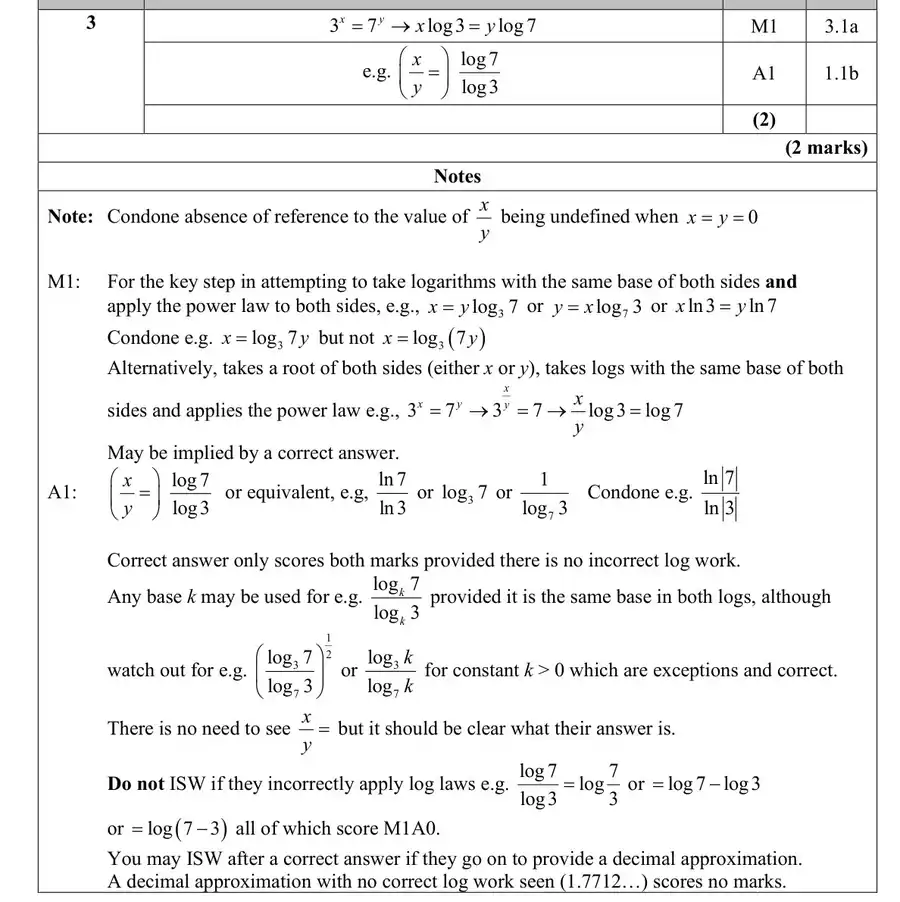 3 3^x = 7^y → x log 3 = y log 7 M1 3.1a
e.g. (x/y =) log 7/log 3 A1 1.1b
(2)
(2 marks)
Notes
Note: Condone absence of reference to the value of x/y being undefined when x = y = 0
M1: For the key step in attempting to take logarithms with the same base of both sides and
apply the power law to both sides, e.g., x = y log₃ 7 or y = x log₇ 3 or x ln 3 = y ln 7
Condone e.g. x = log₃ 7y but not x = log₃ (7y)
Alternatively, takes a root of both sides (either x or y), takes logs with the same base of both
sides and applies the power law e.g., 3^x = 7^y → 3^(x/y) = 7 → x/y log 3 = log 7
May be implied by a correct answer.
A1: (x/y =) log 7/log 3 or equivalent, e.g, ln 7/ln 3 or log₃ 7 or 1/log₇ 3 Condone e.g. ln|7|/ln|3|
Correct answer only scores both marks provided there is no incorrect log work.
Any base k may be used for e.g. logₖ 7/logₖ 3 provided it is the same base in both logs, although
watch out for e.g. (log₃ 7/log₇ 3)^(1/2) or log₃ k/log₇ k for constant k > 0 which are exceptions and correct.
There is no need to see x/y = but it should be clear what their answer is.
Do not ISW if they incorrectly apply log laws e.g. log 7/log 3 = log 7/3 or = log 7 − log 3
or = log(7 − 3) all of which score M1A0.
You may ISW after a correct answer if they go on to provide a decimal approximation.
A decimal approximation with no correct log work seen (1.7712…) scores no marks.